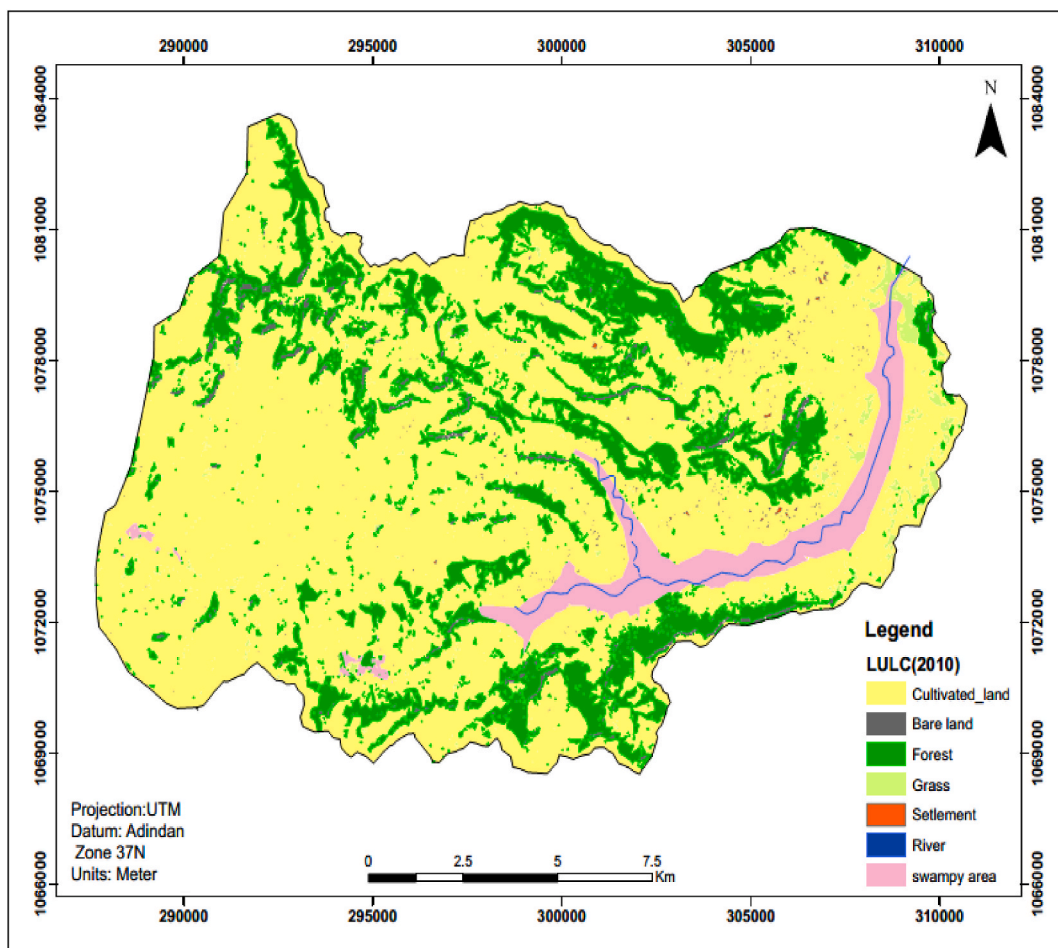 290000 295000 300000 305000 310000
N
1084000 1084000
1081000 1081000
1078000 1078000
1075000 1075000
1072000 1072000
1069000 1069000
1066000 1066000
Legend
LULC(2010)
Cultivated_land
Bare land
Forest
Grass
Setlement
River
swampy area
Projection:UTM
Datum: Adindan
Zone 37N
Units: Meter
0 2.5 5 7.5
Km
290000 295000 300000 305000 310000